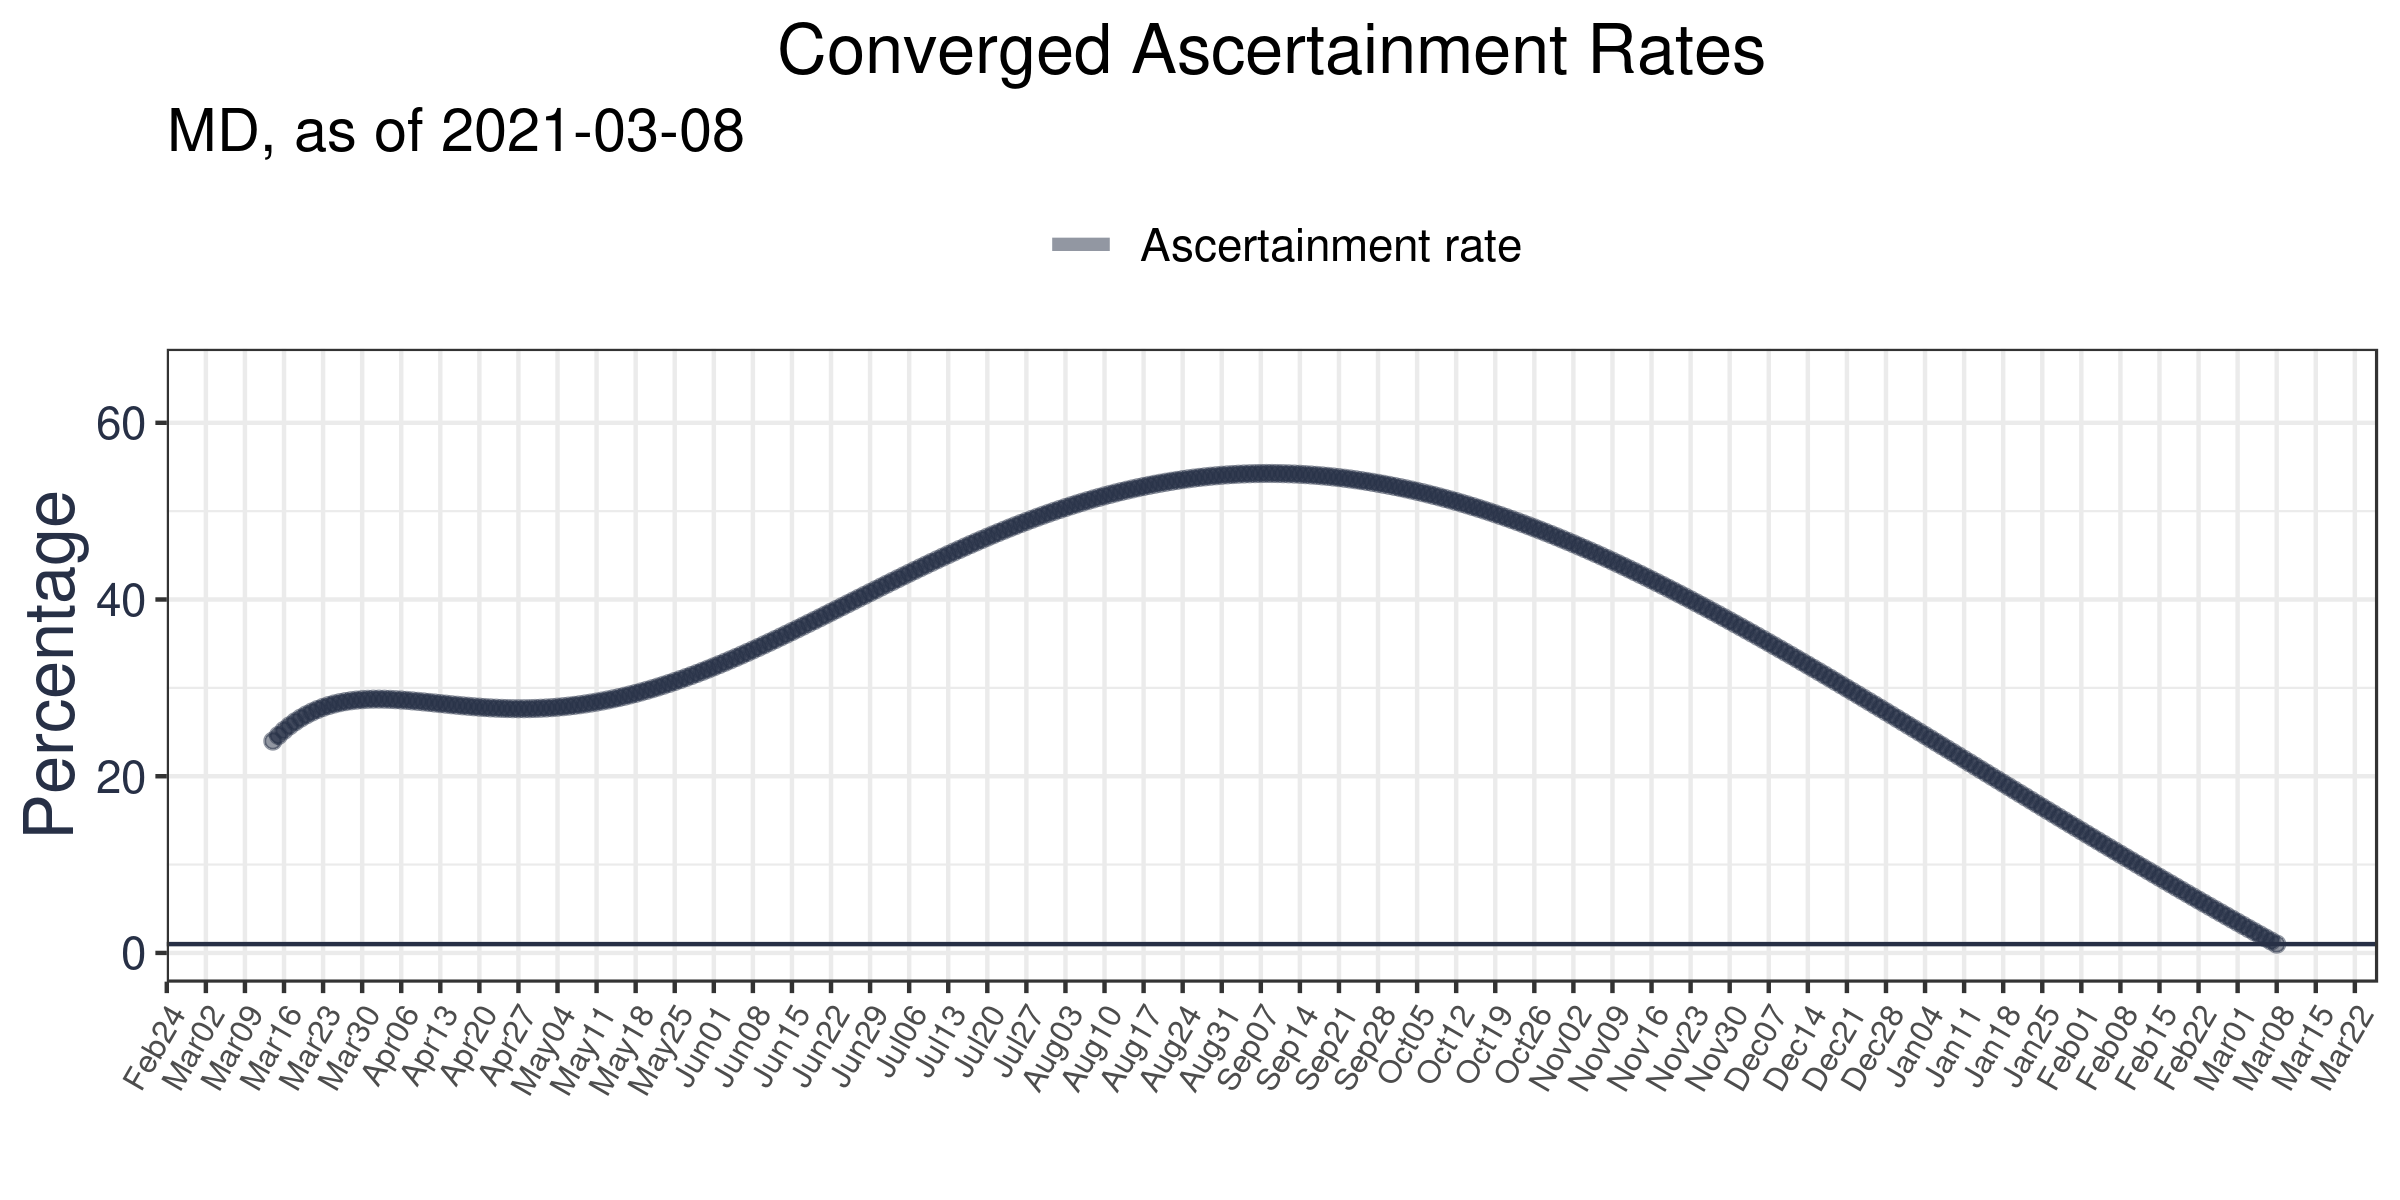 Converged Ascertainment Rates
MD, as of 2021-03-08
Ascertainment rate
Percentage
60
40
20
0
Feb24
Mar02
Mar09
Mar16
Mar23
Mar30
Apr06
Apr13
Apr20
Apr27
May04
May11
May18
May25
Jun01
Jun08
Jun15
Jun22
Jun29
Jul06
Jul13
Jul20
Jul27
Aug03
Aug10
Aug17
Aug24
Aug31
Sep07
Sep14
Sep21
Sep28
Oct05
Oct12
Oct19
Oct26
Nov02
Nov09
Nov16
Nov23
Nov30
Dec07
Dec14
Dec21
Dec28
Jan04
Jan11
Jan18
Jan25
Feb01
Feb08
Feb15
Feb22
Mar01
Mar08
Mar15
Mar22